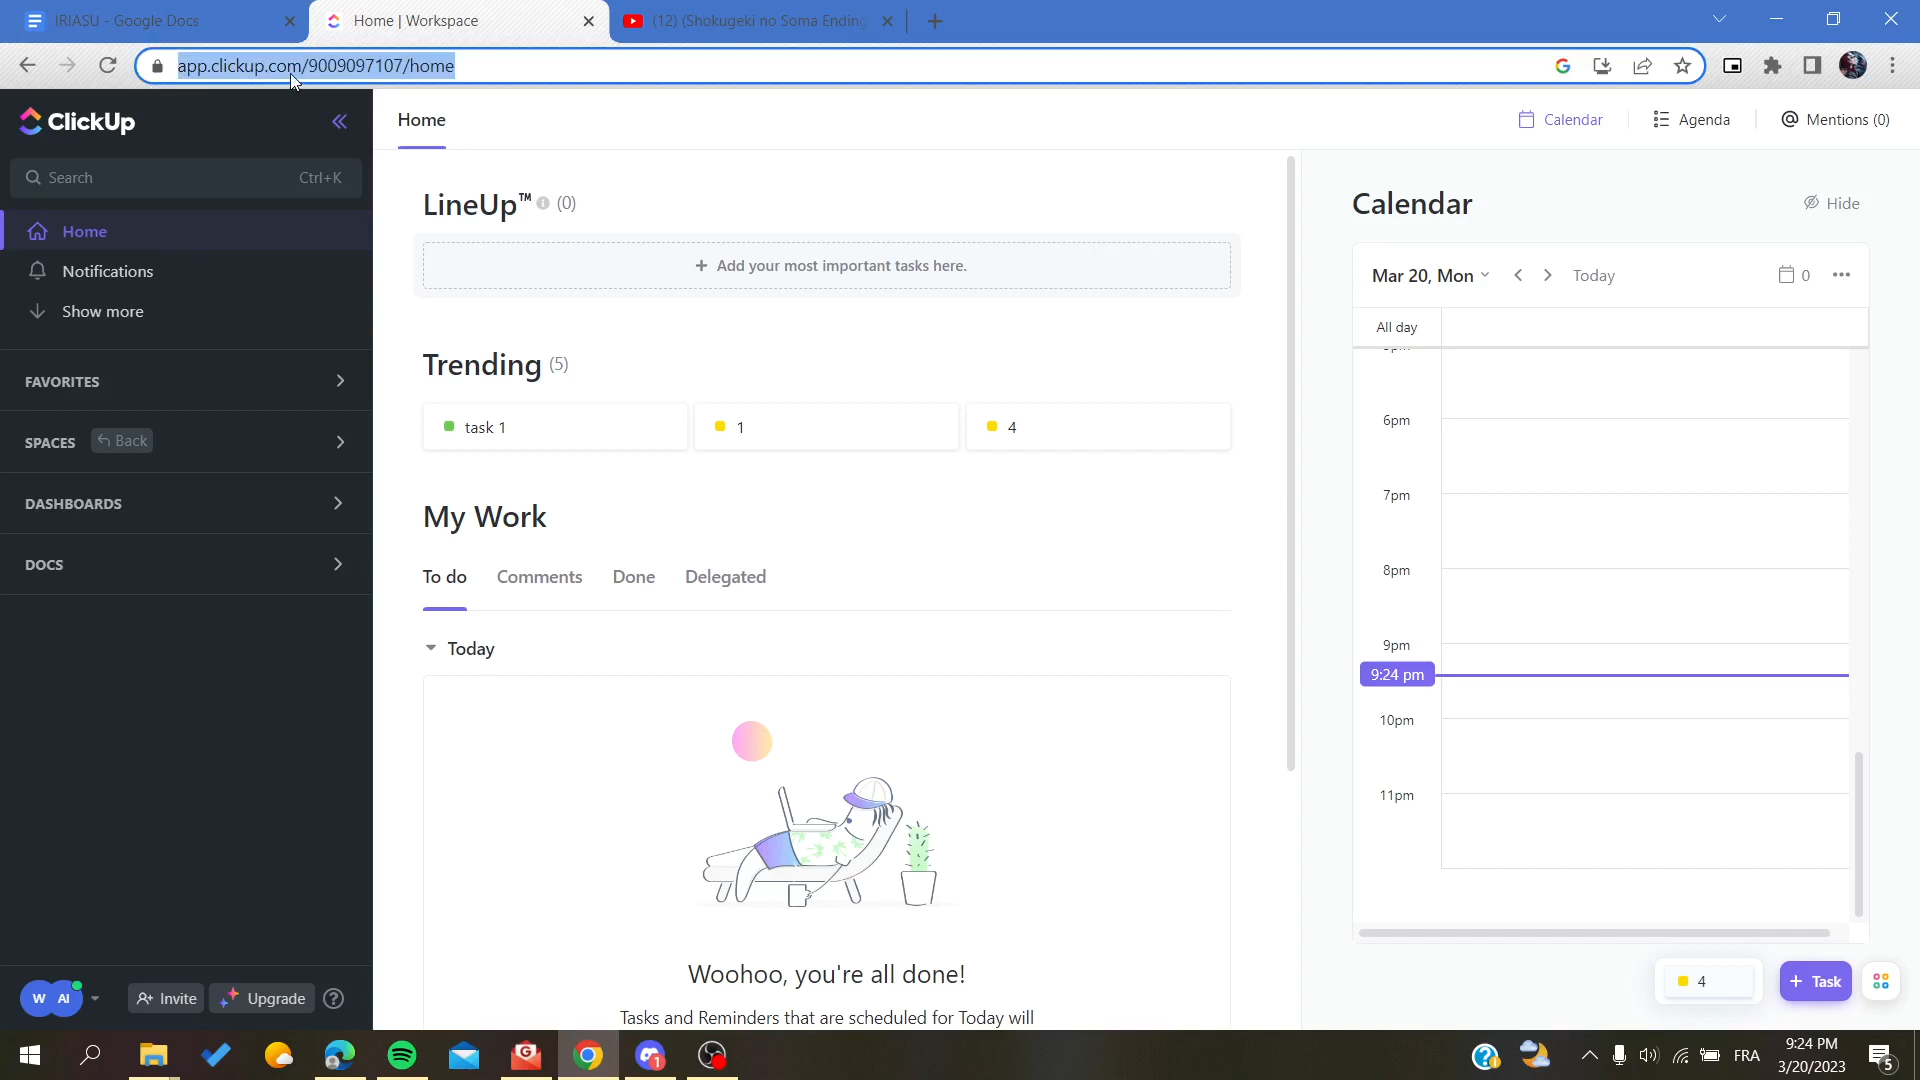 IRIASU - Google Docs
Home | Workspace
(12) (Shokugeki no Soma Ending
app.clickup.com/9009097107/home
ClickUp
Home
Calendar
Agenda
Mentions (0)
Search
Ctrl+K
Home
Notifications
Show more
FAVORITES
SPACES
Back
DASHBOARDS
DOCS
LineUp™ (0)
+ Add your most important tasks here.
Trending (5)
task 1
1
4
My Work
To do
Comments
Done
Delegated
Today
Woohoo, you're all done!
Tasks and Reminders that are scheduled for Today will
Calendar
Hide
Mar 20, Mon
Today
0
All day
6pm
7pm
8pm
9pm
9:24 pm
10pm
11pm
4
+ Task
W
AI
Invite
Upgrade
1
FRA
9:24 PM
3/20/2023
5